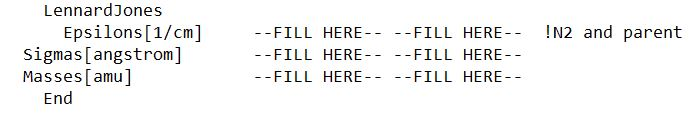 LennardJones
Epsilons[1/cm] --FILL HERE-- --FILL HERE-- !N2 and parent
Sigmas[angstrom] --FILL HERE-- --FILL HERE--
Masses[amu] --FILL HERE-- --FILL HERE--
End